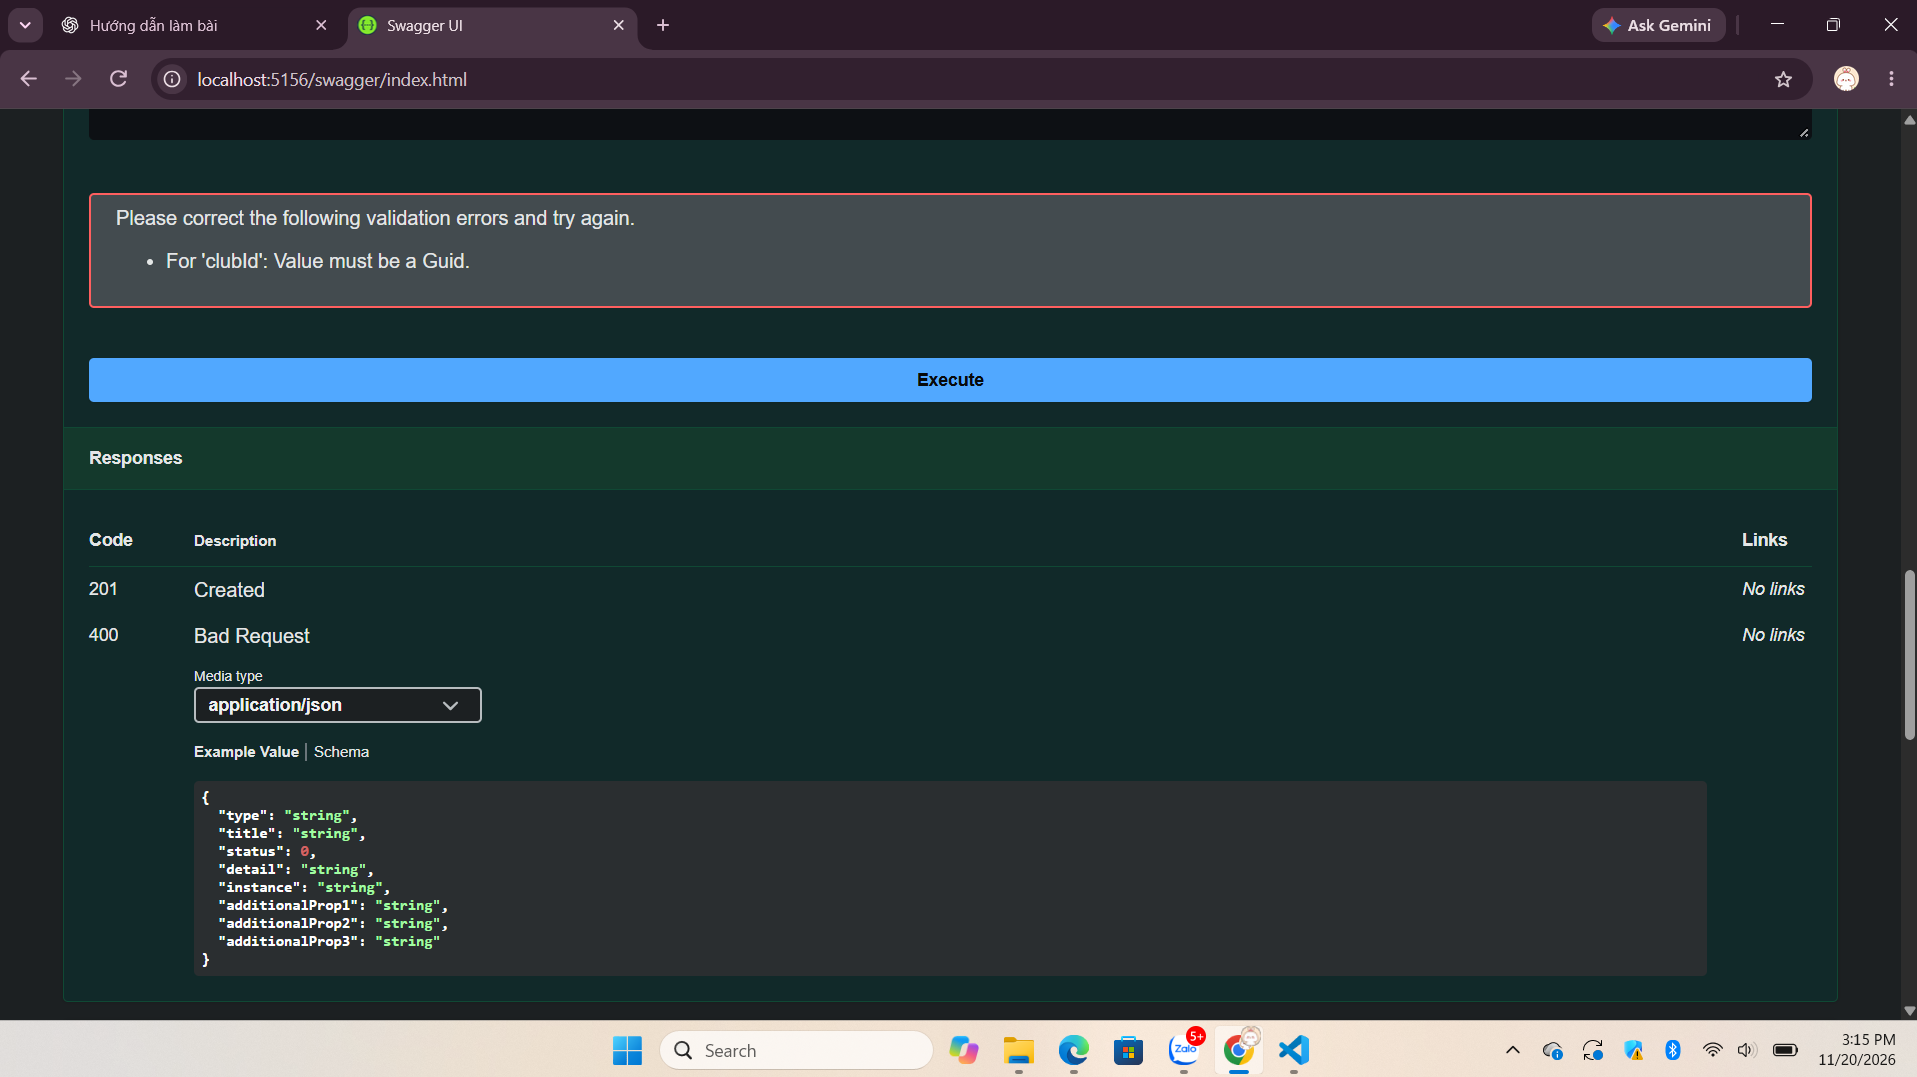 Hướng dẫn làm bài
Swagger UI
Ask Gemini
localhost:5156/swagger/index.html
Please correct the following validation errors and try again.
• For 'clubId': Value must be a Guid.
Execute
Responses
Code Description Links
201 Created No links
400 Bad Request No links
Media type
application/json
Example Value | Schema
{
"type": "string",
"title": "string",
"status": 0,
"detail": "string",
"instance": "string",
"additionalProp1": "string",
"additionalProp2": "string",
"additionalProp3": "string"
}
Search
Zalo
5+
3:15 PM
11/20/2026